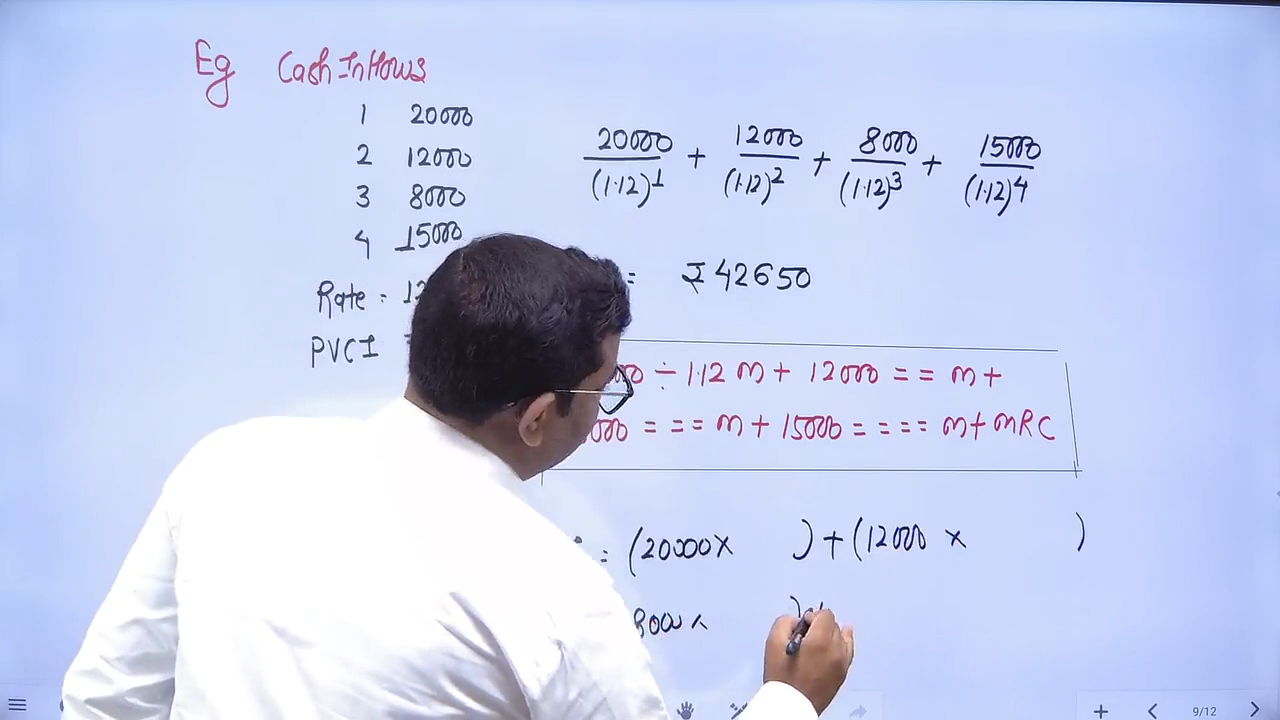 Eg Cash Inflows
1 20000
2 12000
3 8000
4 15000
Rate =
PVCI
20000/(1.12)^1 + 12000/(1.12)^2 + 8000/(1.12)^3 + 15000/(1.12)^4
= ₹ 42650
÷ 1.12 M + 12000 = = M +
= = = M + 15000 = = = = M + MRC
= (20000 × ) + (12000 × )
8000 × )
9/12